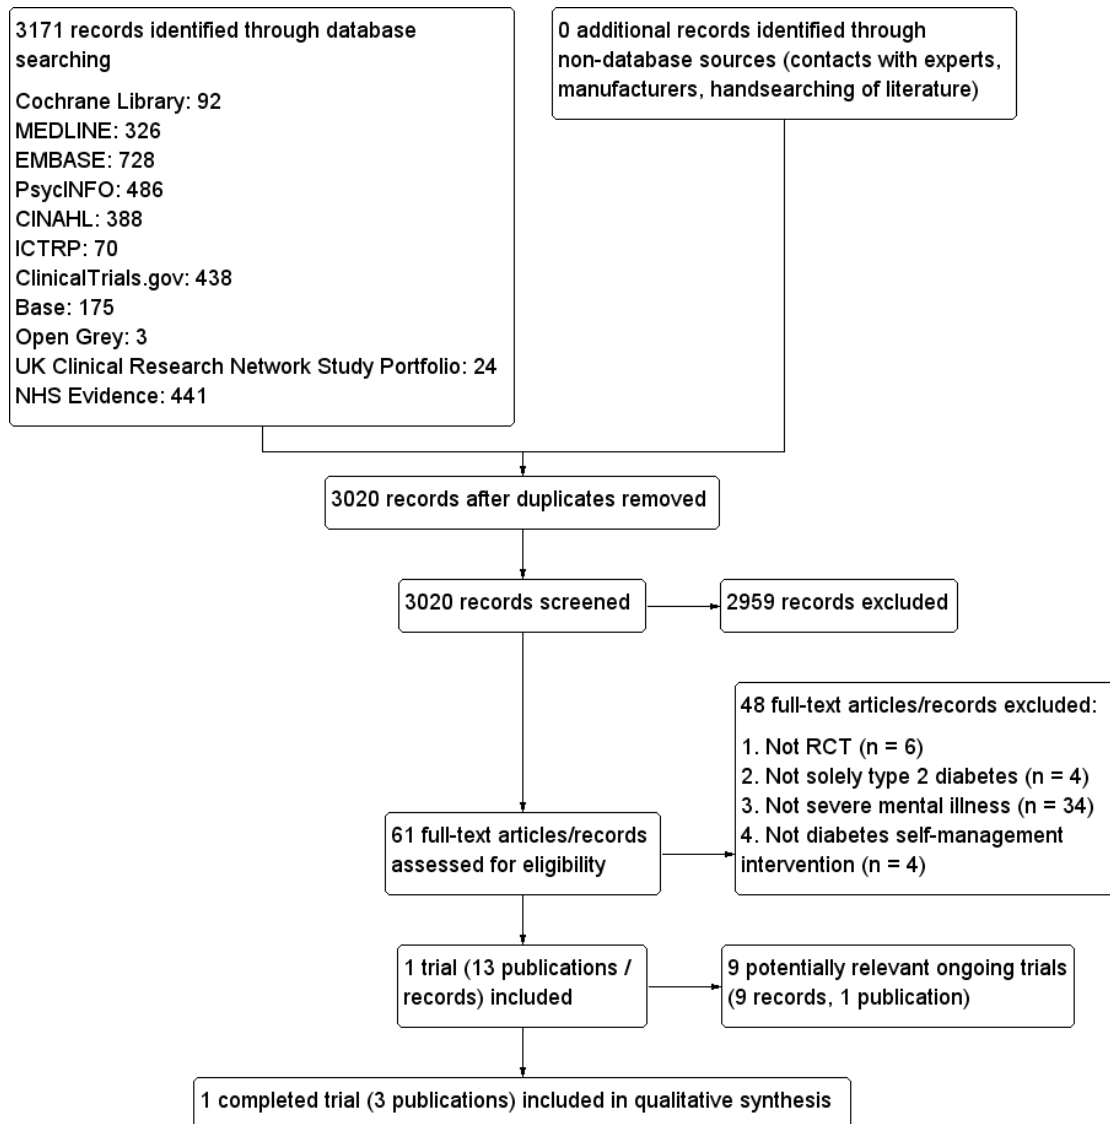 3171 records identified through database
searching
Cochrane Library: 92
MEDLINE: 326
EMBASE: 728
PsycINFO: 486
CINAHL: 388
ICTRP: 70
ClinicalTrials.gov: 438
Base: 175
Open Grey: 3
UK Clinical Research Network Study Portfolio: 24
NHS Evidence: 441
0 additional records identified through
non-database sources (contacts with experts,
manufacturers, handsearching of literature)
3020 records after duplicates removed
3020 records screened
2959 records excluded
61 full-text articles/records
assessed for eligibility
48 full-text articles/records excluded:
1. Not RCT (n = 6)
2. Not solely type 2 diabetes (n = 4)
3. Not severe mental illness (n = 34)
4. Not diabetes self-management
intervention (n = 4)
1 trial (13 publications /
records) included
9 potentially relevant ongoing trials
(9 records, 1 publication)
1 completed trial (3 publications) included in qualitative synthesis